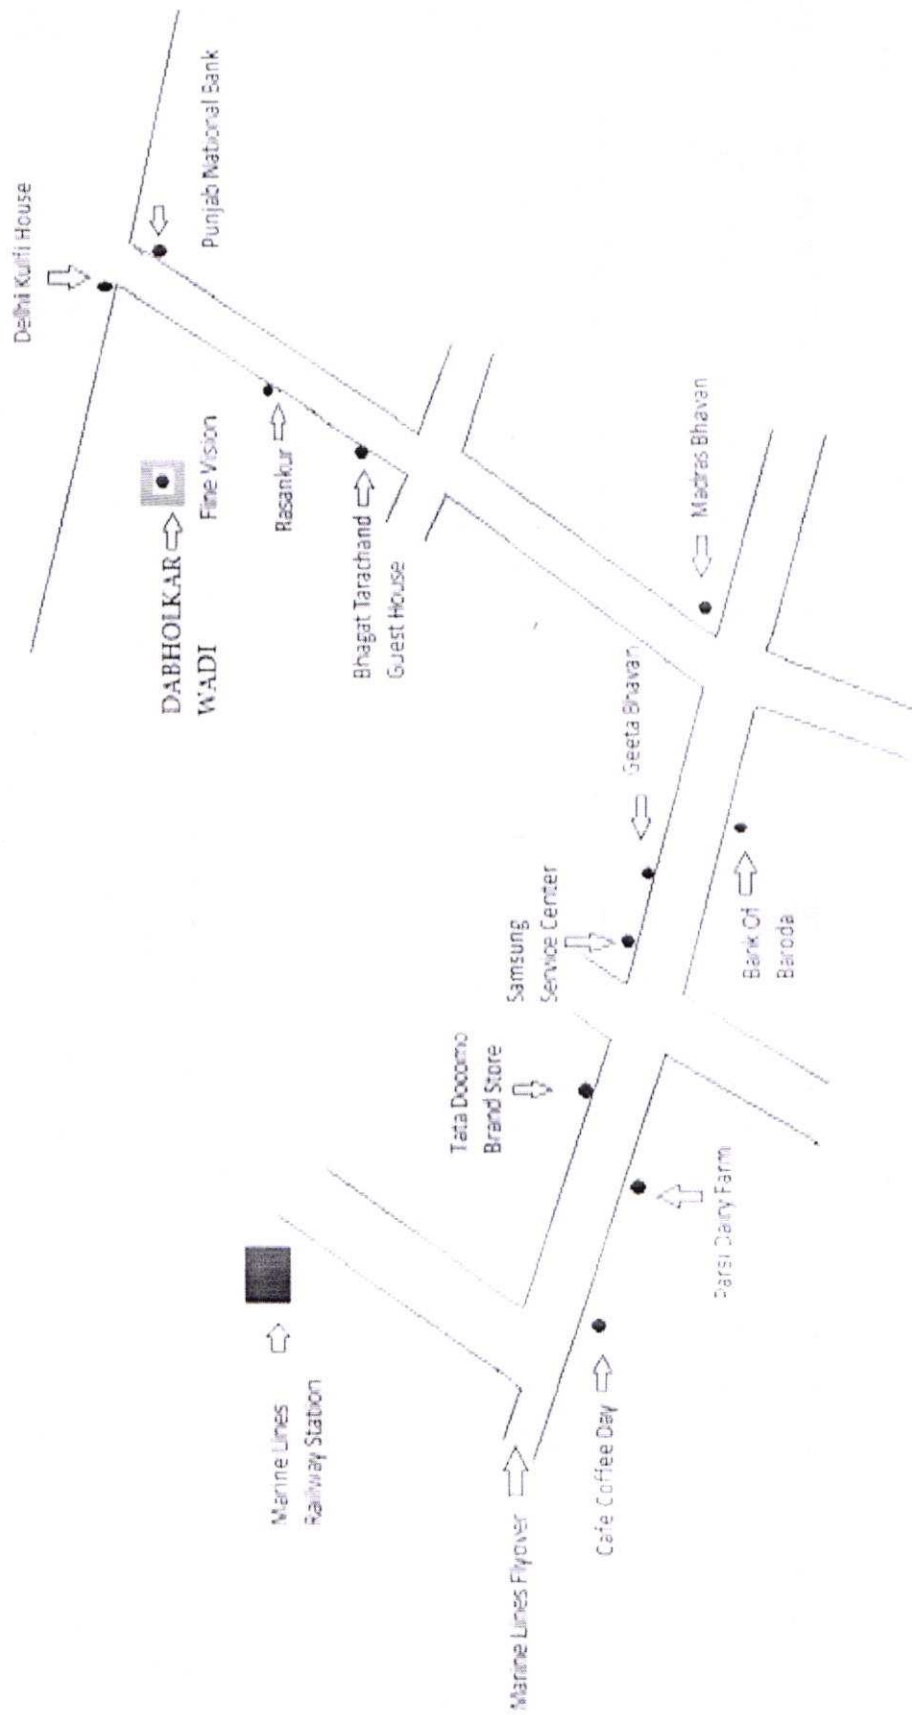 Delhi Kulfi House
Punjab National Bank
DABHOLKAR
WADI
Fine Vision
Rasankur
Bhagat Tarachand
Guest House
Madras Bhavan
Geeta Bhavan
Samsung
Service Center
Bank Of
Baroda
Tata Docomo
Brand Store
Parsi Dairy Farm
Marine Lines
Railway Station
Cafe Coffee Day
Marine Lines Flyover